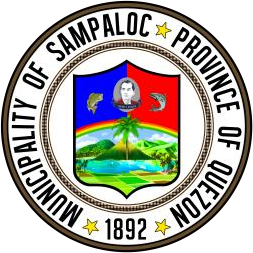 MUNICIPALITY OF SAMPALOC
PROVINCE OF QUEZON
1892